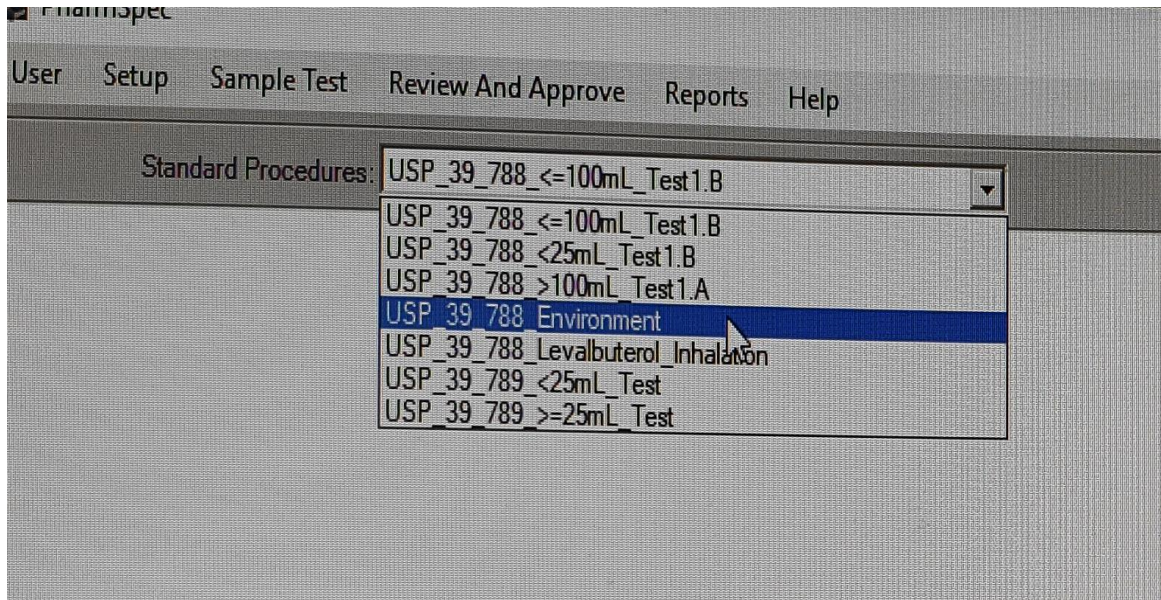 PharmSpec
User Setup Sample Test Review And Approve Reports Help
Standard Procedures: USP_39_788_<=100mL_Test1.B
USP_39_788_<=100mL_Test1.B
USP_39_788_<25mL_Test1.B
USP_39_788_>100mL_Test1.A
USP_39_788_Environment
USP_39_788_Levalbuterol_Inhalation
USP_39_789_<25mL_Test
USP_39_789_>=25mL_Test